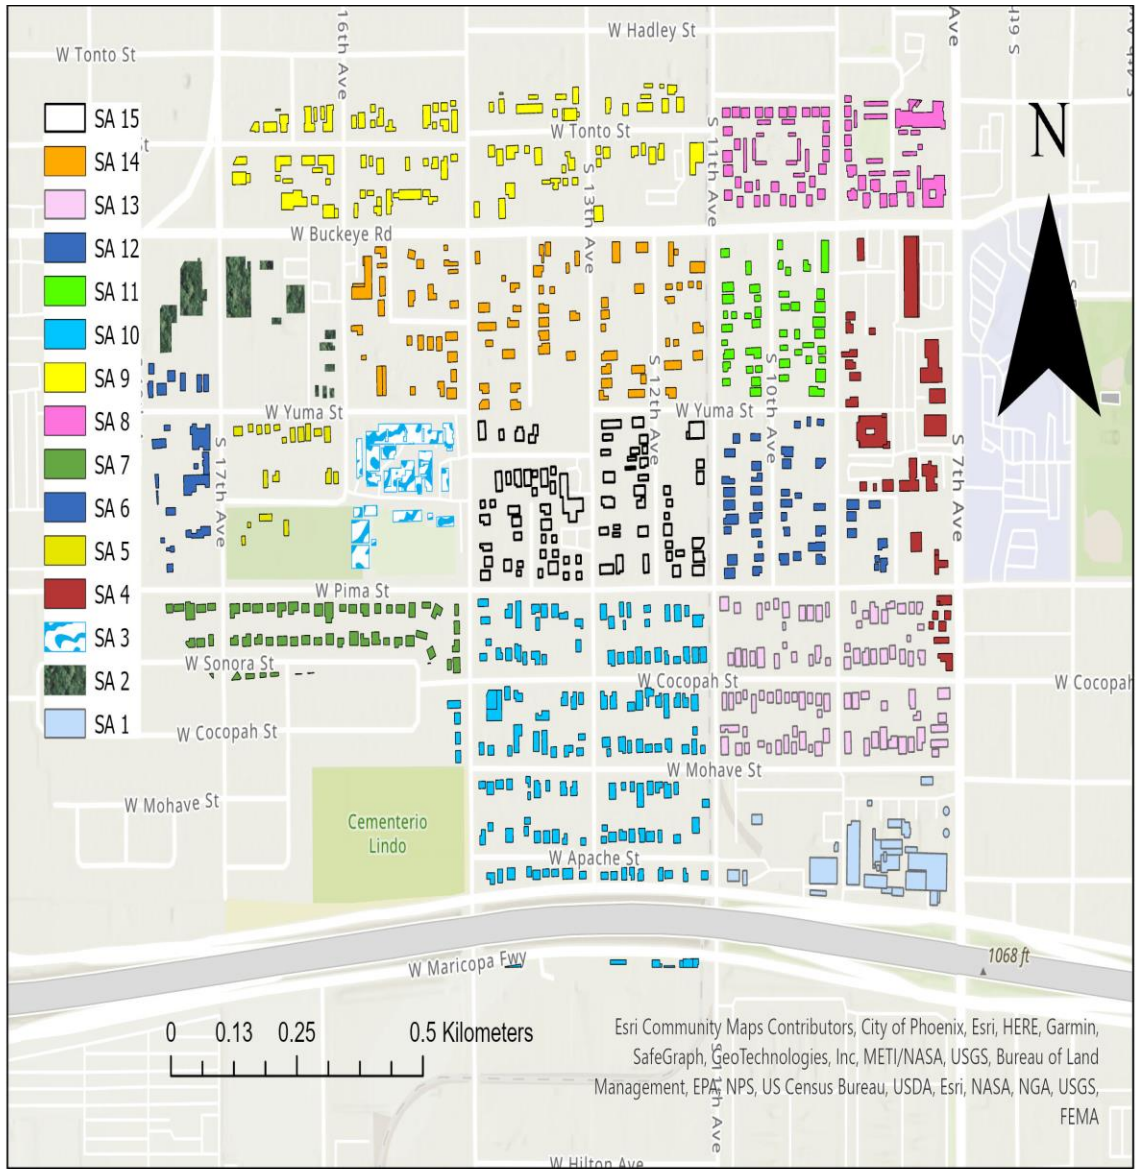 W Hadley St
W Tonto St
16th Ave
Ave
S 6th
SA 15
SA 14
SA 13
SA 12
SA 11
SA 10
SA 9
SA 8
SA 7
SA 6
SA 5
SA 4
SA 3
SA 2
SA 1
N
St
W Tonto St
S 11th Ave
S 13th Ave
W Buckeye Rd
S 12th Ave
S 10th Ave
W Yuma St
W Yuma St
S 17th Ave
S 7th Ave
W Pima St
W Sonora St
W Cocopah St
W Cocopah
W Cocopah St
W Mohave St
W Mohave St
Cementerio
Lindo
W Apache St
W Maricopa Fwy
1068 ft
0 0.13 0.25 0.5 Kilometers
Esri Community Maps Contributors, City of Phoenix, Esri, HERE, Garmin,
SafeGraph, GeoTechnologies, Inc, METI/NASA, USGS, Bureau of Land
Management, EPA, NPS, US Census Bureau, USDA, Esri, NASA, NGA, USGS,
FEMA
W Hilton Ave